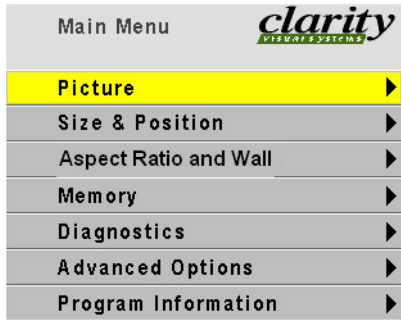 Main Menu
clarity
VISUAL SYSTEMS
Picture
Size & Position
Aspect Ratio and Wall
Memory
Diagnostics
Advanced Options
Program Information